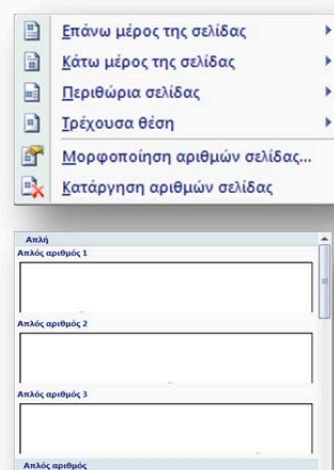 Επάνω μέρος της σελίδας
Κάτω μέρος της σελίδας
Περιθώρια σελίδας
Τρέχουσα θέση
Μορφοποίηση αριθμών σελίδας...
Κατάργηση αριθμών σελίδας
Απλή
Απλός αριθμός 1
Απλός αριθμός 2
Απλός αριθμός 3
Απλός αριθμός